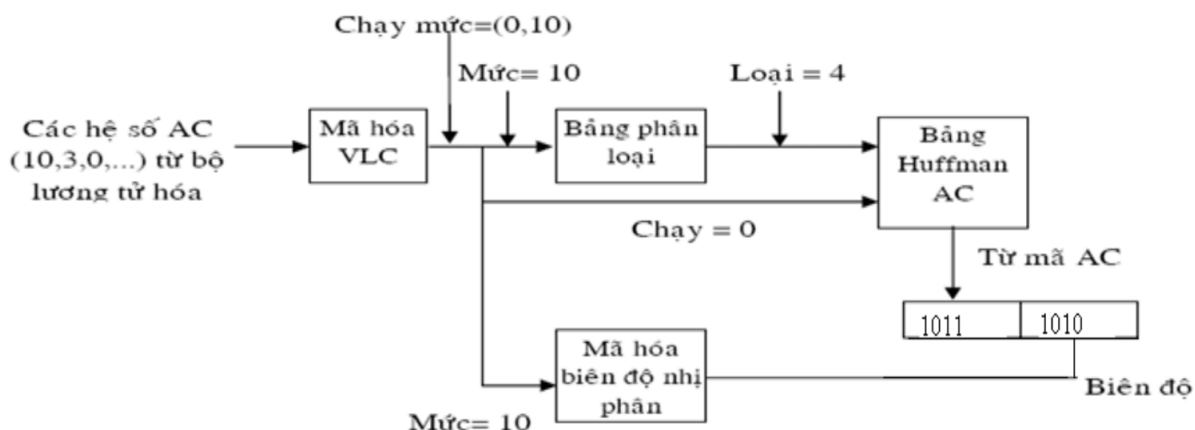 Chạy mức=(0,10)
Mức= 10
Loại = 4
Các hệ số AC
(10,3,0,...) từ bộ
lương tử hóa
Mã hóa
VLC
Bảng phân
loại
Bảng
Huffman
AC
Chạy = 0
Từ mã AC
1011
1010
Mã hóa
biên độ nhị
phân
Biên độ
Mức= 10